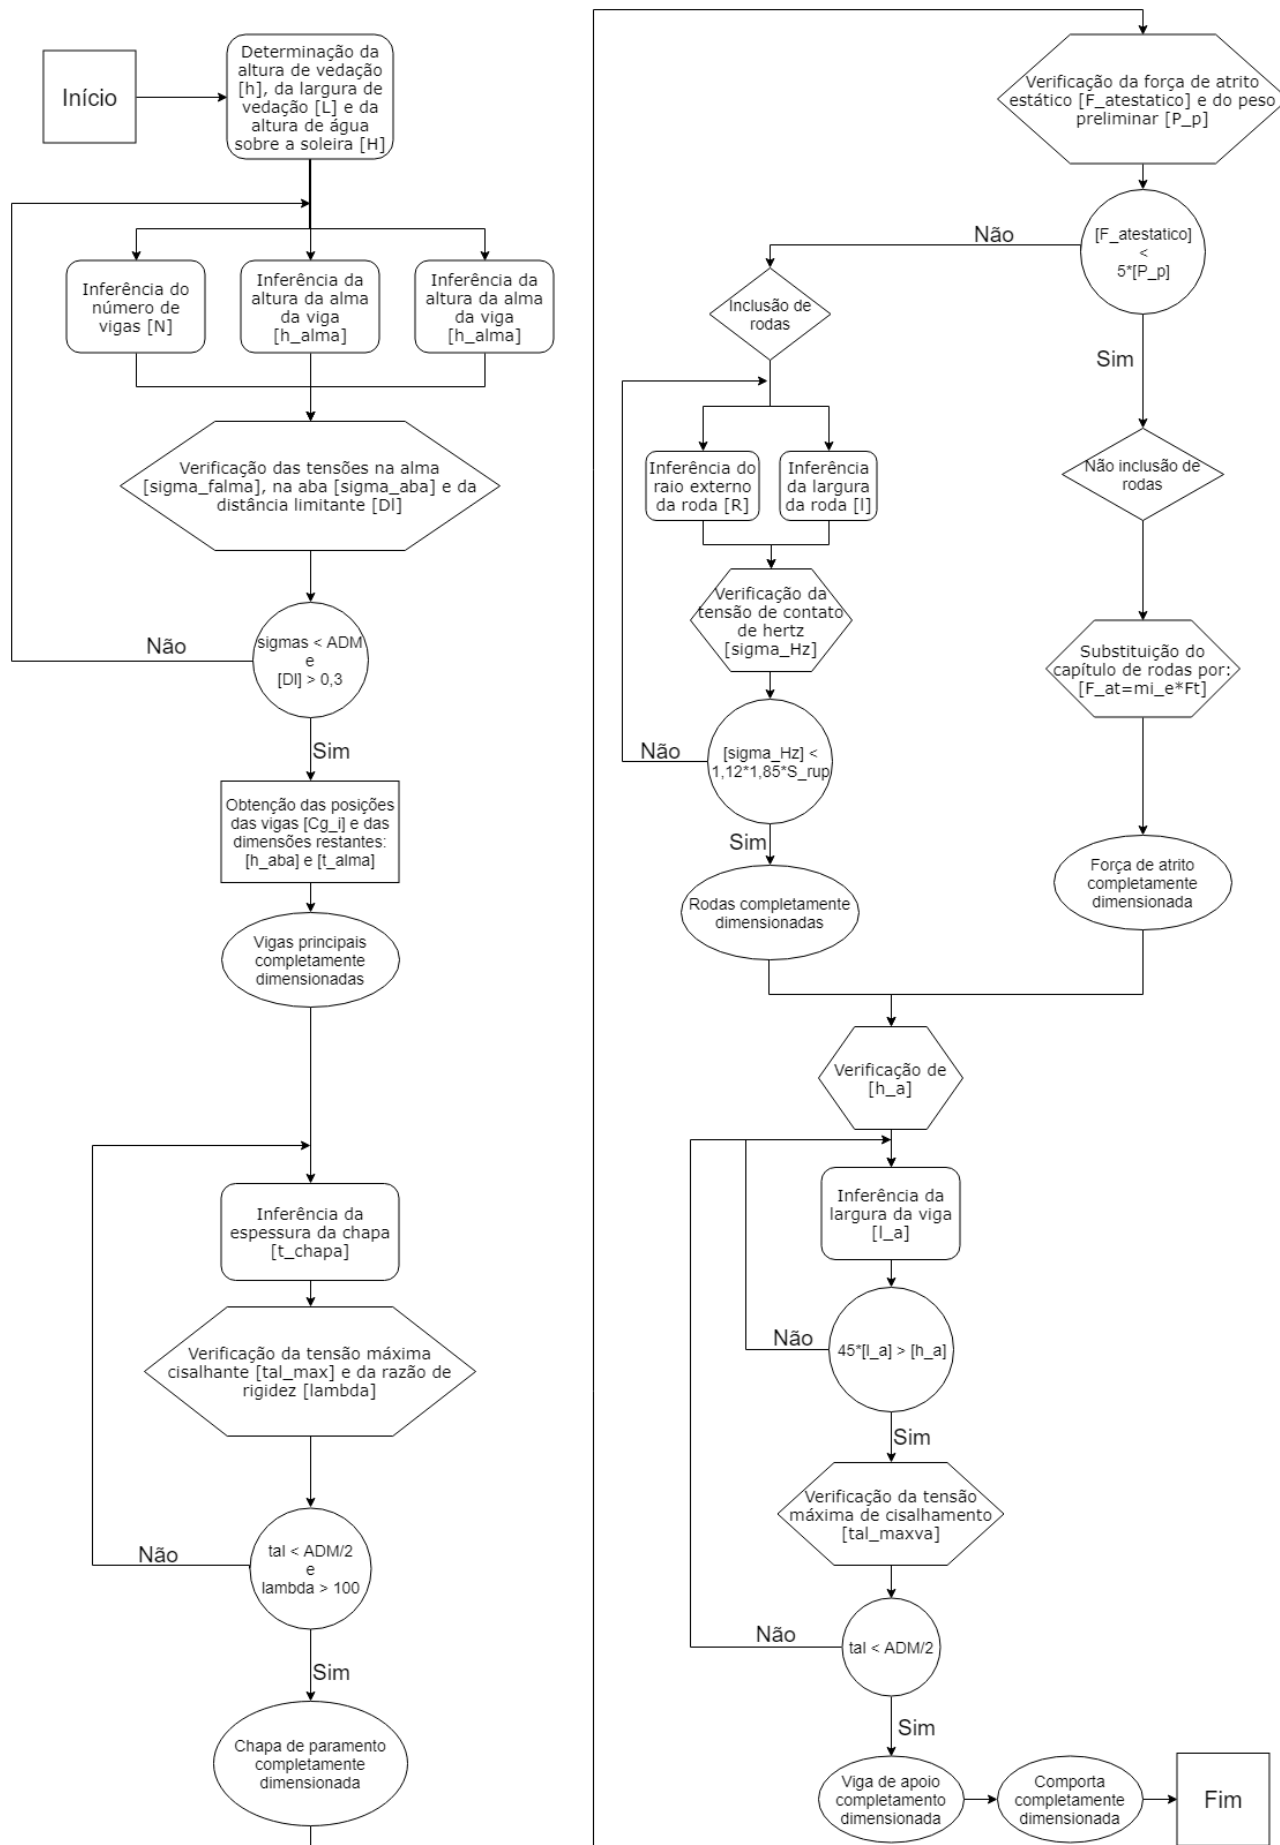 Início
Determinação da
altura de vedação
[h], da largura de
vedação [L] e da
altura de água
sobre a soleira [H]
Inferência do
número de
vigas [N]
Inferência da
altura da alma
da viga
[h_alma]
Inferência da
altura da alma da
viga
[h_alma]
Verificação das tensões na alma
[sigma_falma], na aba [sigma_aba] e da
distância limitante [Dl]
Não
sigmas < ADM
e
[Dl] > 0,3
Sim
Obtenção das posições
das vigas [Cg_i] e das
dimensões restantes:
[h_aba] e [t_alma]
Vigas principais
completamente
dimensionadas
Inferência da
espessura da chapa
[t_chapa]
Verificação da tensão máxima
cisalhante [tal_max] e da razão de
rigidez [lambda]
Não
tal < ADM/2
e
lambda > 100
Sim
Chapa de paramento
completamente
dimensionada
Verificação da força de atrito
estático [F_atestatico] e do peso
preliminar [P_p]
[F_atestatico]
<
5*[P_p]
Não
Sim
Inclusão de
rodas
Inferência do
raio externo
da roda [R]
Inferência
da largura
da roda [l]
Verificação da
tensão de contato
de hertz
[sigma_Hz]
Não
[sigma_Hz] <
1,12*1,85*S_rup
Sim
Rodas completamente
dimensionadas
Não inclusão de
rodas
Substituição do
capítulo de rodas por:
[F_at=mi_e*Ft]
Força de atrito
completamente
dimensionada
Verificação de
[h_a]
Inferência da
largura da viga
[l_a]
Não
45*[l_a] > [h_a]
Sim
Verificação da tensão
máxima de cisalhamento
[tal_maxva]
Não
tal < ADM/2
Sim
Viga de apoio
completamento
dimensionada
Comporta
completamente
dimensionada
Fim